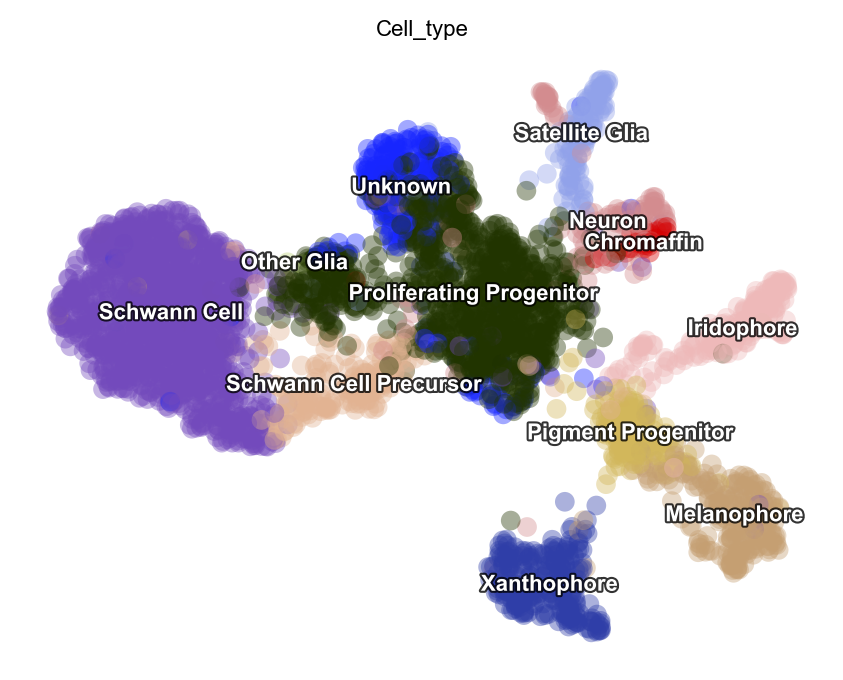 Cell_type
Satellite Glia
Unknown
Neuron
Chromaffin
Other Glia
Proliferating Progenitor
Schwann Cell
Iridophore
Schwann Cell Precursor
Pigment Progenitor
Melanophore
Xanthophore